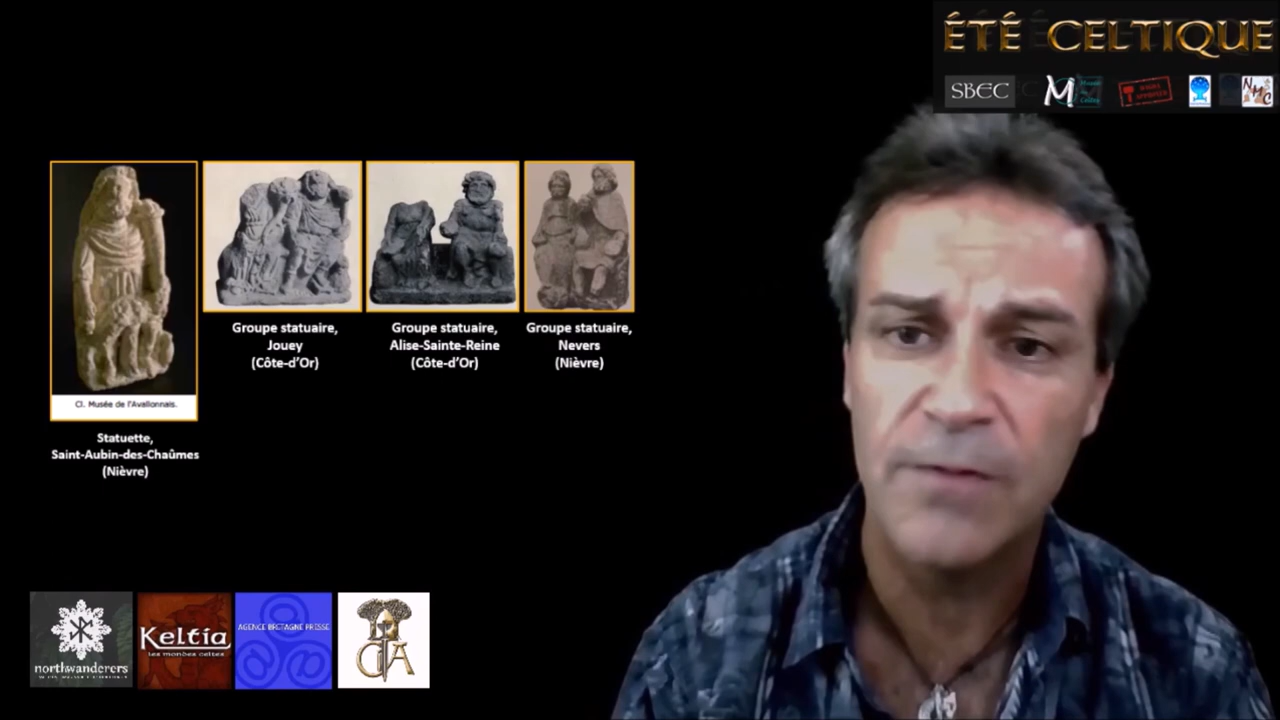 ÉTÉ CELTIQUE
SBEC
M
NMC
Cl. Musée de l'Avallonnais.
Statuette,
Saint-Aubin-des-Chaûmes
(Nièvre)
Groupe statuaire,
Jouey
(Côte-d'Or)
Groupe statuaire,
Alise-Sainte-Reine
(Côte-d'Or)
Groupe statuaire,
Nevers
(Nièvre)
northwanderers
Keltia
les mondes celtes
AGENCE BRETAGNE PRESSE